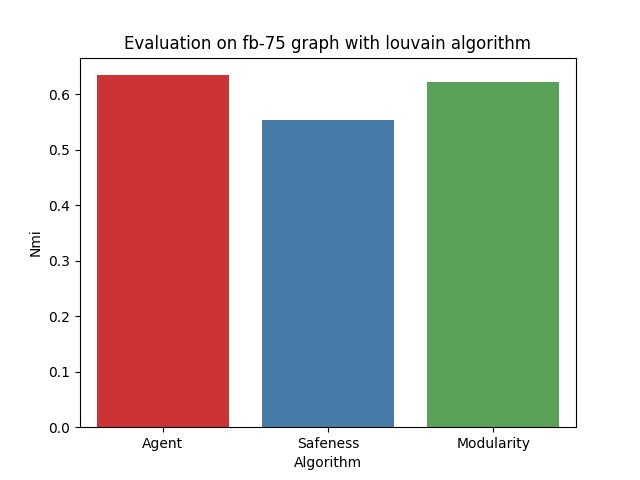 Evaluation on fb-75 graph with louvain algorithm
Nmi
0.6
0.5
0.4
0.3
0.2
0.1
0.0
Agent Safeness Modularity
Algorithm